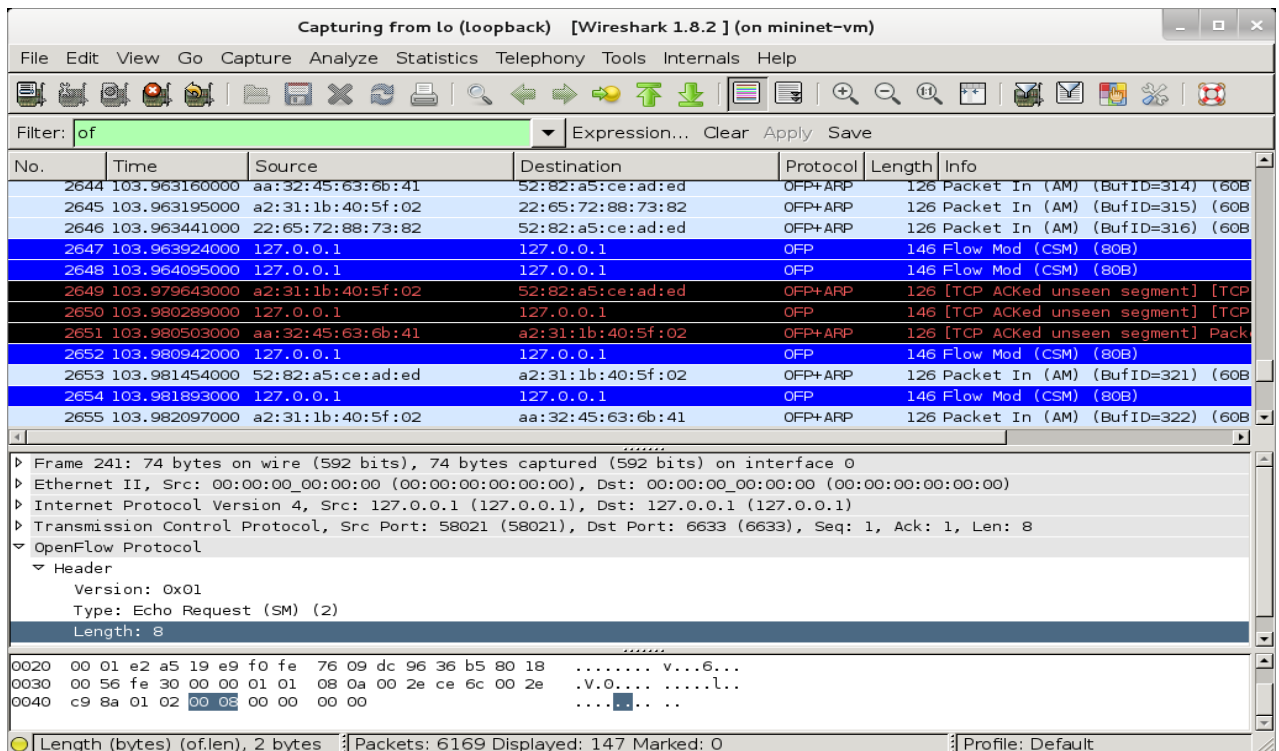 Capturing from lo (loopback) [Wireshark 1.8.2 ] (on mininet-vm)
File Edit View Go Capture Analyze Statistics Telephony Tools Internals Help
Filter: of Expression... Clear Apply Save
No. Time Source Destination Protocol Length Info
2644 103.963160000 aa:32:45:63:6b:41 52:82:a5:ce:ad:ed OFP+ARP 126 Packet In (AM) (BufID=314) (60B
2645 103.963195000 a2:31:1b:40:5f:02 22:65:72:88:73:82 OFP+ARP 126 Packet In (AM) (BufID=315) (60B
2646 103.963441000 22:65:72:88:73:82 52:82:a5:ce:ad:ed OFP+ARP 126 Packet In (AM) (BufID=316) (60B
2647 103.963924000 127.0.0.1 127.0.0.1 OFP 146 Flow Mod (CSM) (80B)
2648 103.964095000 127.0.0.1 127.0.0.1 OFP 146 Flow Mod (CSM) (80B)
2649 103.979643000 a2:31:1b:40:5f:02 52:82:a5:ce:ad:ed OFP+ARP 126 [TCP ACKed unseen segment] [TCP
2650 103.980289000 127.0.0.1 127.0.0.1 OFP 146 [TCP ACKed unseen segment] [TCP
2651 103.980503000 aa:32:45:63:6b:41 a2:31:1b:40:5f:02 OFP+ARP 126 [TCP ACKed unseen segment] Pack
2652 103.980942000 127.0.0.1 127.0.0.1 OFP 146 Flow Mod (CSM) (80B)
2653 103.981454000 52:82:a5:ce:ad:ed a2:31:1b:40:5f:02 OFP+ARP 126 Packet In (AM) (BufID=321) (60B
2654 103.981893000 127.0.0.1 127.0.0.1 OFP 146 Flow Mod (CSM) (80B)
2655 103.982097000 a2:31:1b:40:5f:02 aa:32:45:63:6b:41 OFP+ARP 126 Packet In (AM) (BufID=322) (60B
Frame 241: 74 bytes on wire (592 bits), 74 bytes captured (592 bits) on interface 0
Ethernet II, Src: 00:00:00_00:00:00 (00:00:00:00:00:00), Dst: 00:00:00_00:00:00 (00:00:00:00:00:00)
Internet Protocol Version 4, Src: 127.0.0.1 (127.0.0.1), Dst: 127.0.0.1 (127.0.0.1)
Transmission Control Protocol, Src Port: 58021 (58021), Dst Port: 6633 (6633), Seq: 1, Ack: 1, Len: 8
OpenFlow Protocol
Header
Version: 0x01
Type: Echo Request (SM) (2)
Length: 8
0020 00 01 e2 a5 19 e9 f0 fe 76 09 dc 96 36 b5 80 18 ........ v...6...
0030 00 56 fe 30 00 00 01 01 08 0a 00 2e ce 6c 00 2e .V.0.... .....l..
0040 c9 8a 01 02 00 08 00 00 00 00 ........ ..
Length (bytes) (of.len), 2 bytes Packets: 6169 Displayed: 147 Marked: 0 Profile: Default